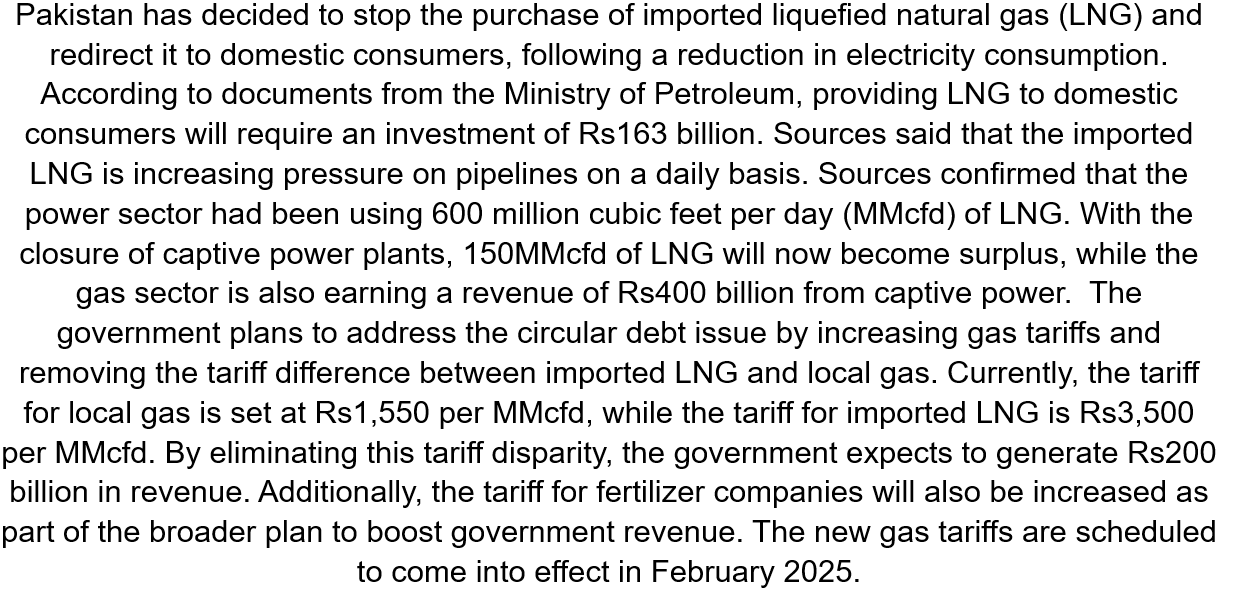 Pakistan has decided to stop the purchase of imported liquefied natural gas (LNG) and
redirect it to domestic consumers, following a reduction in electricity consumption.
According to documents from the Ministry of Petroleum, providing LNG to domestic
consumers will require an investment of Rs163 billion. Sources said that the imported
LNG is increasing pressure on pipelines on a daily basis. Sources confirmed that the
power sector had been using 600 million cubic feet per day (MMcfd) of LNG. With the
closure of captive power plants, 150MMcfd of LNG will now become surplus, while the
gas sector is also earning a revenue of Rs400 billion from captive power.  The
government plans to address the circular debt issue by increasing gas tariffs and
removing the tariff difference between imported LNG and local gas. Currently, the tariff
for local gas is set at Rs1,550 per MMcfd, while the tariff for imported LNG is Rs3,500
per MMcfd. By eliminating this tariff disparity, the government expects to generate Rs200
billion in revenue. Additionally, the tariff for fertilizer companies will also be increased as
part of the broader plan to boost government revenue. The new gas tariffs are scheduled
to come into effect in February 2025.